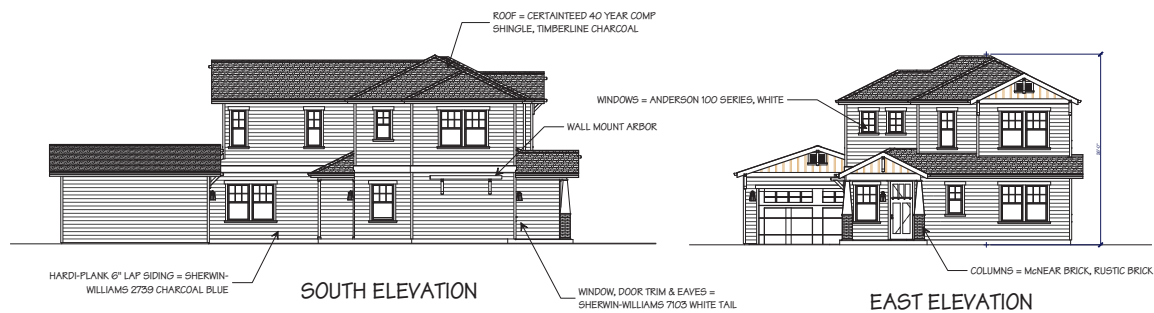 ROOF = CERTAINTEED 40 YEAR COMP
SHINGLE, TIMBERLINE CHARCOAL
WALL MOUNT ARBOR
HARDI-PLANK 6" LAP SIDING = SHERWIN-
WILLIAMS 2739 CHARCOAL BLUE
SOUTH ELEVATION
WINDOW, DOOR TRIM & EAVES =
SHERWIN-WILLIAMS 7103 WHITE TAIL
WINDOWS = ANDERSON 100 SERIES, WHITE
COLUMNS = McNEAR BRICK, RUSTIC BRICK
EAST ELEVATION